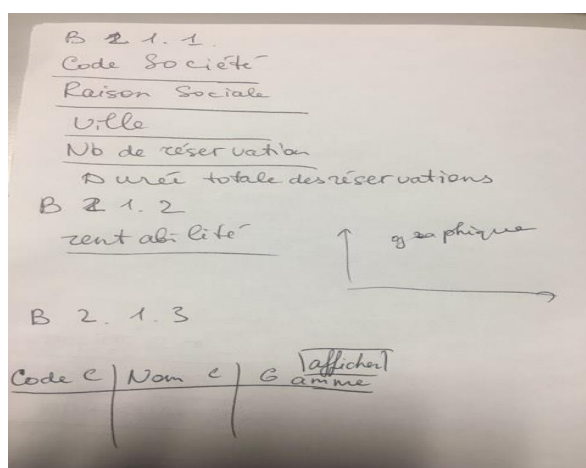 B 2 1.1.
Code Société
Raison Sociale
Ville
Nb de réservation
Durée totale des réservations
B 2 1.2
rentabilité
graphique
B 2.1.3
afficher
Code C | Nom C | Gamme